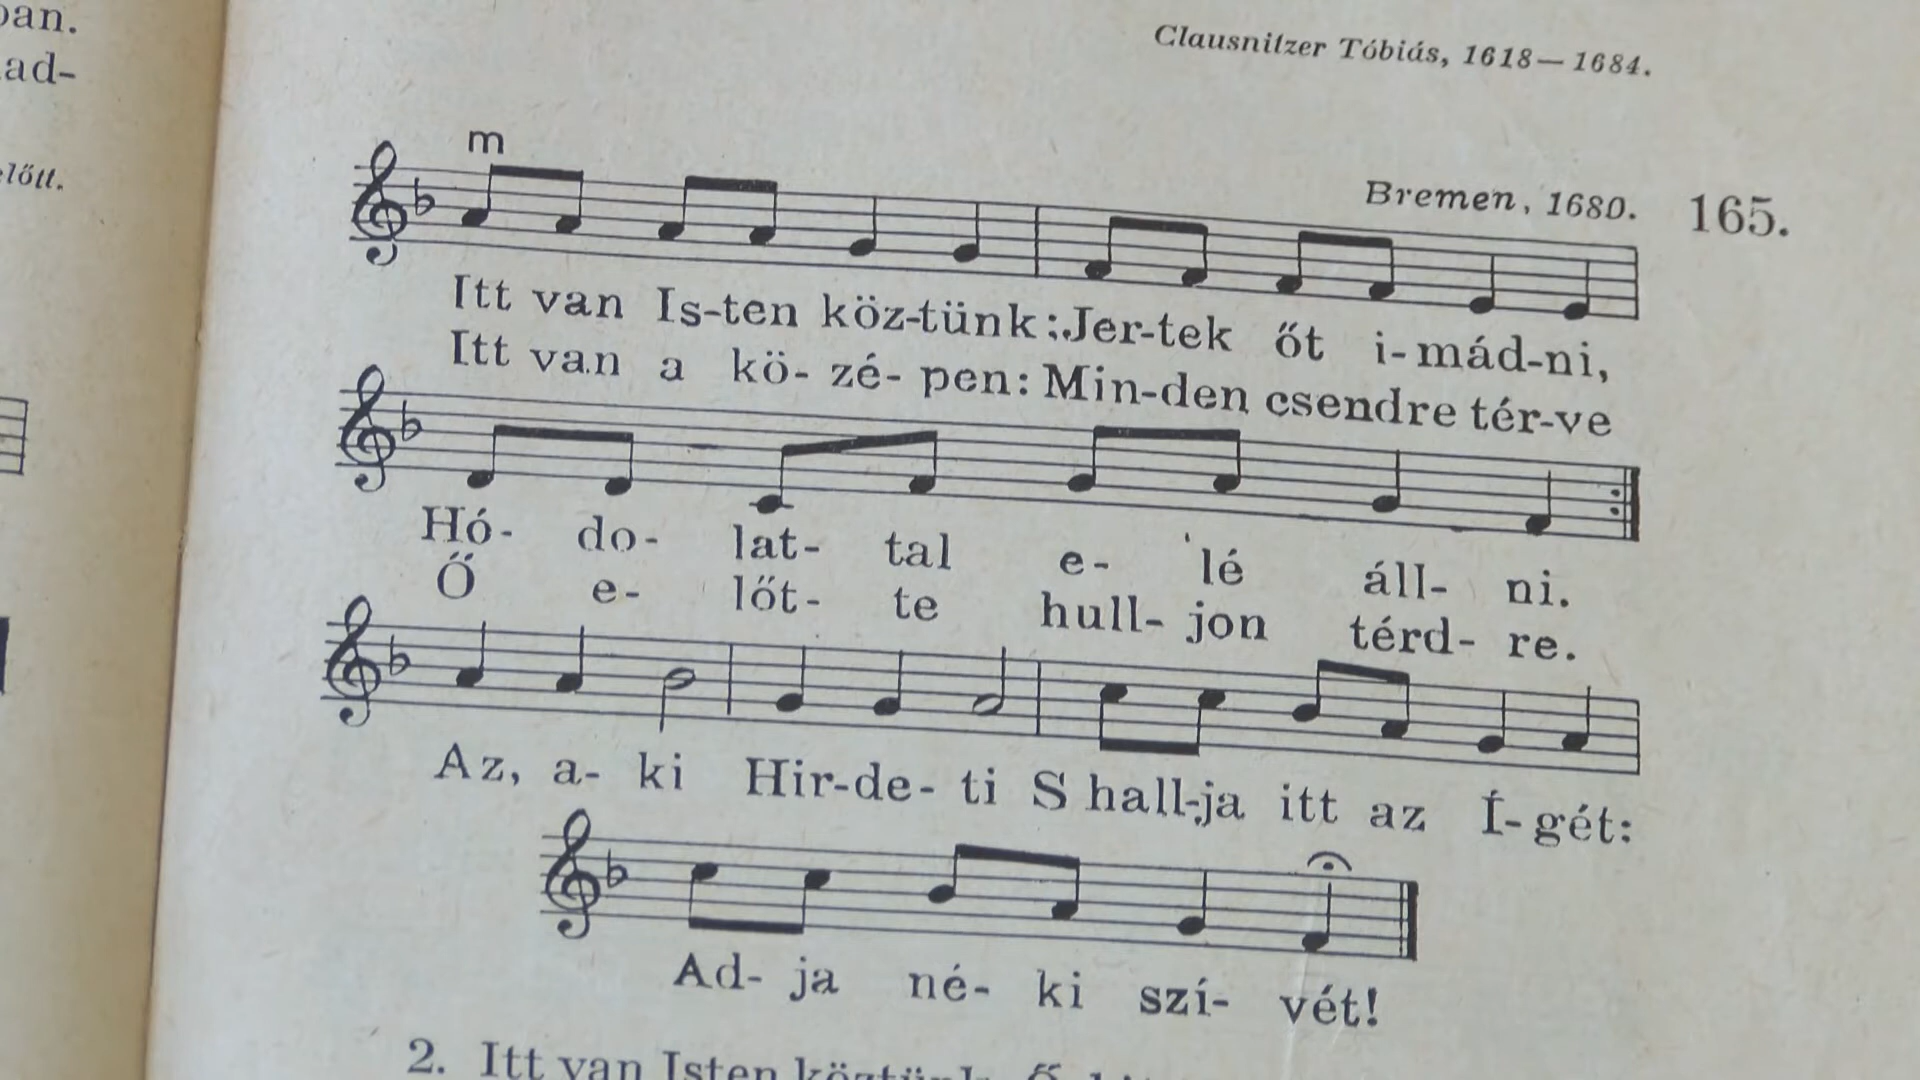 ban.
ad-
előtt.
Clausnitzer Tóbiás, 1618—1684.
m
Bremen, 1680. 165.
Itt van Is-ten köz-tünk:Jer-tek őt i-mád-ni,
Itt van a kö- zé- pen: Min-den csendre tér-ve
Hó- do- lat- tal e- lé áll- ni.
Ő e- lőt- te hull- jon térd- re.
Az, a- ki Hir-de- ti S hall-ja itt az Í-gét:
Ad- ja né- ki szí- vét!
2. Itt van Isten köztünk